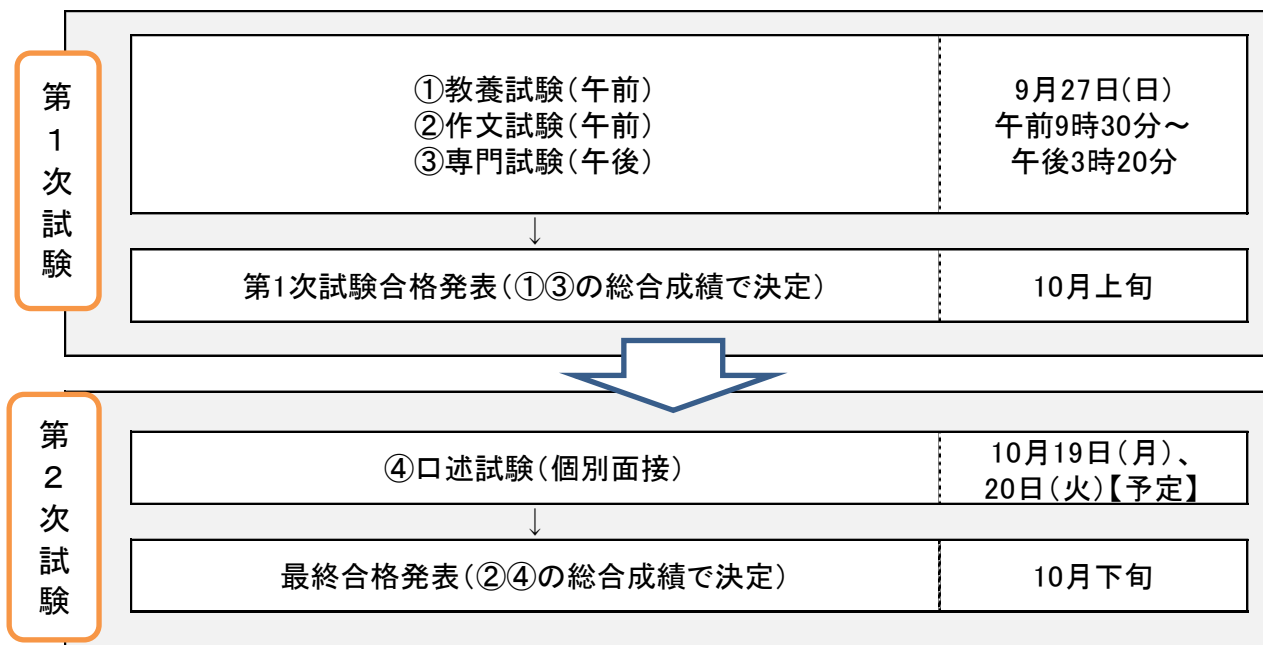 第1次試験
①教養試験(午前)
②作文試験(午前)
③専門試験(午後)
9月27日(日)
午前9時30分～
午後3時20分
↓
第1次試験合格発表(①③の総合成績で決定)
10月上旬
第2次試験
④口述試験(個別面接)
10月19日(月)、
20日(火)【予定】
↓
最終合格発表(②④の総合成績で決定)
10月下旬